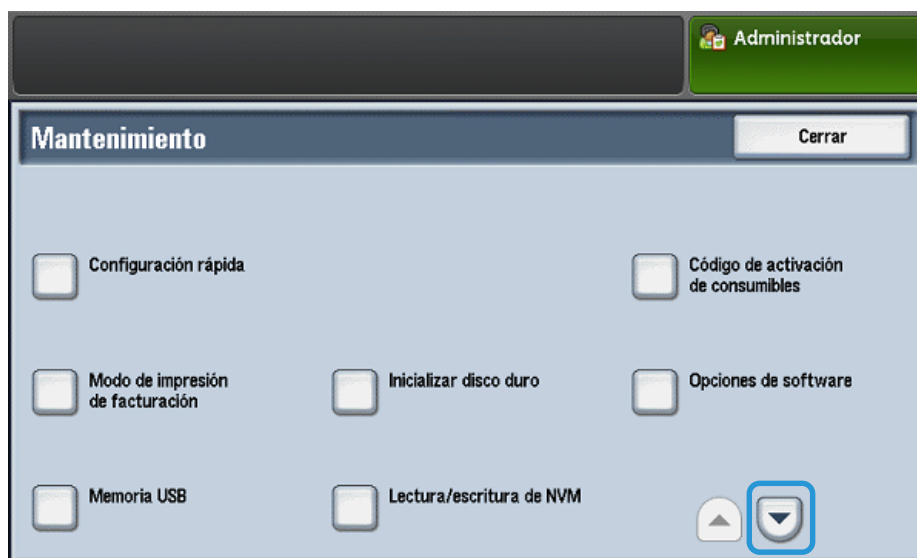 Administrador
Mantenimiento
Cerrar
Configuración rápida
Código de activación
de consumibles
Modo de impresión
de facturación
Inicializar disco duro
Opciones de software
Memoria USB
Lectura/escritura de NVM